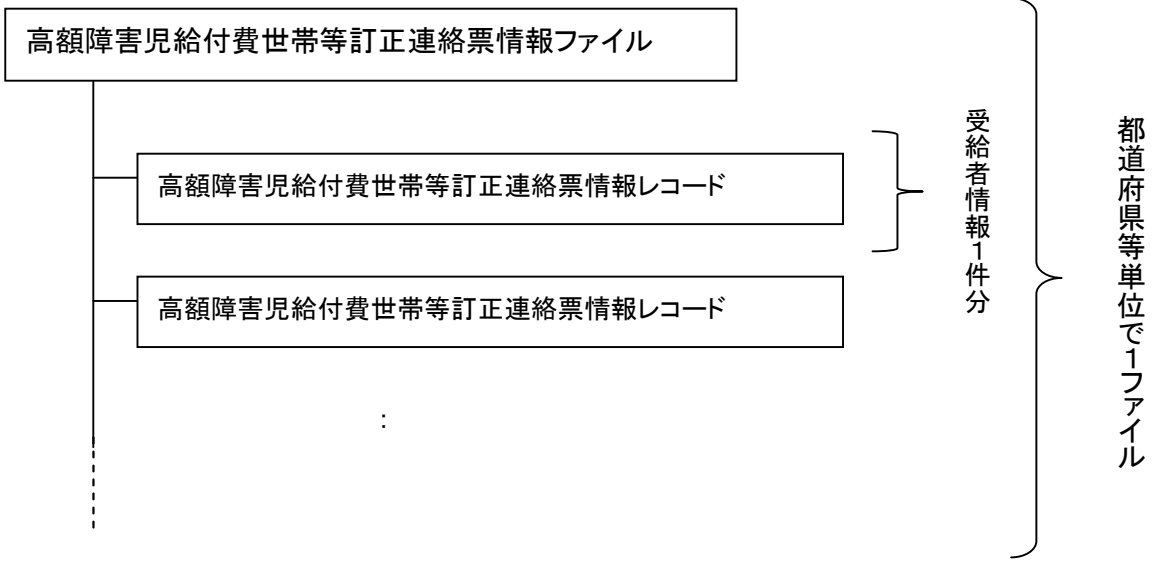 高額障害児給付費世帯等訂正連絡票情報ファイル
高額障害児給付費世帯等訂正連絡票情報レコード
高額障害児給付費世帯等訂正連絡票情報レコード
:
受給者情報1件分
都道府県等単位で1ファイル